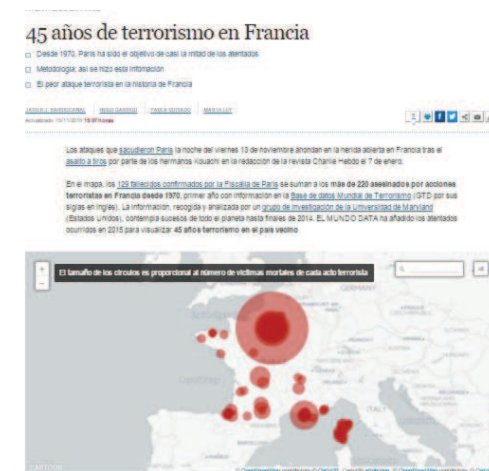 45 años de terrorismo en Francia
Desde 1970, París ha sido el objetivo de casi la mitad de los atentados
Metodología: así se hizo esta información
El peor ataque terrorista en la historia de Francia
Los ataques que sacudieron París la noche del viernes 13 de noviembre ahondan en la herida abierta en Francia tras el
asalto a tiros por parte de los hermanos Kouachi en la redacción de la revista Charlie Hebdo el 7 de enero.
En el mapa, los 129 fallecidos confirmados por la Fiscalía de París se suman a los más de 220 asesinados por acciones
terroristas en Francia desde 1970, primer año con información en la Base de datos Mundial de Terrorismo (GTD por sus
siglas en inglés). La información, recogida y analizada por un grupo de investigación de la Universidad de Maryland
(Estados Unidos), contempla sucesos de todo el planeta hasta finales de 2014. EL MUNDO DATA ha añadido los atentados
ocurridos en 2015 para visualizar 45 años terrorismo en el país vecino.
+
El tamaño de los círculos es proporcional al número de víctimas mortales de cada acto terrorista
−
GERMANY
ITALY